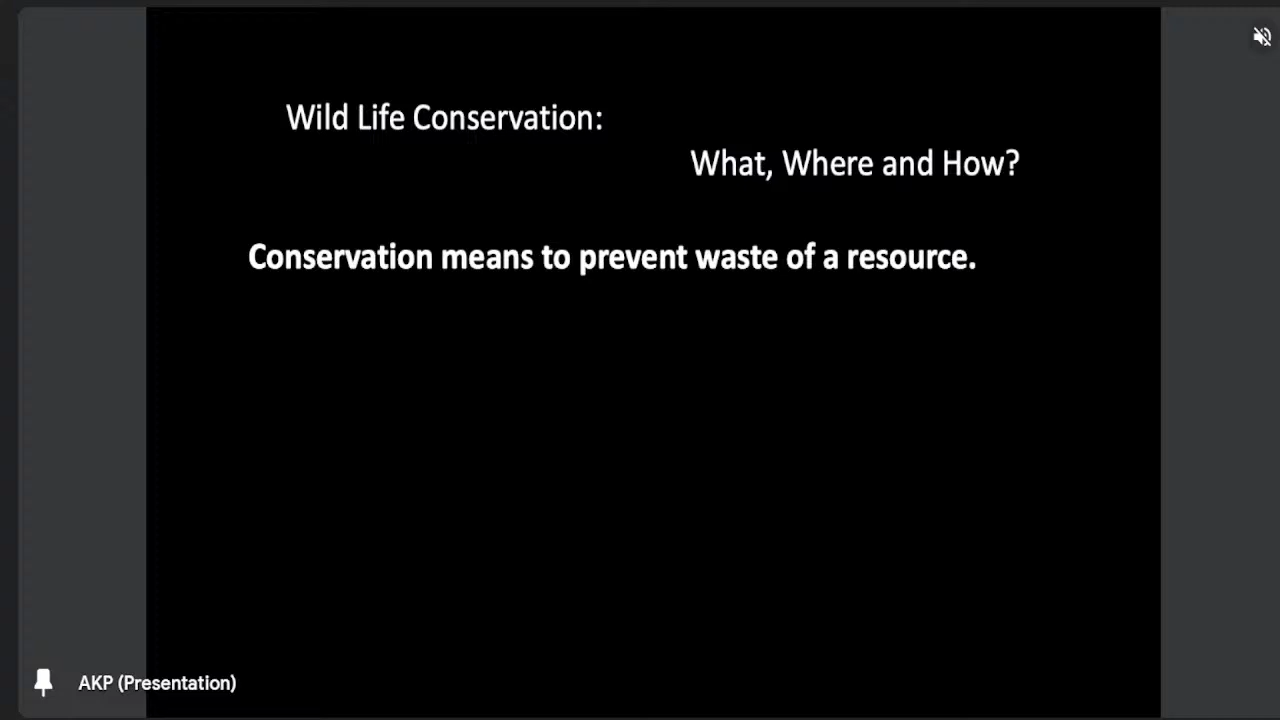 Wild Life Conservation:
What, Where and How?
Conservation means to prevent waste of a resource.
AKP (Presentation)